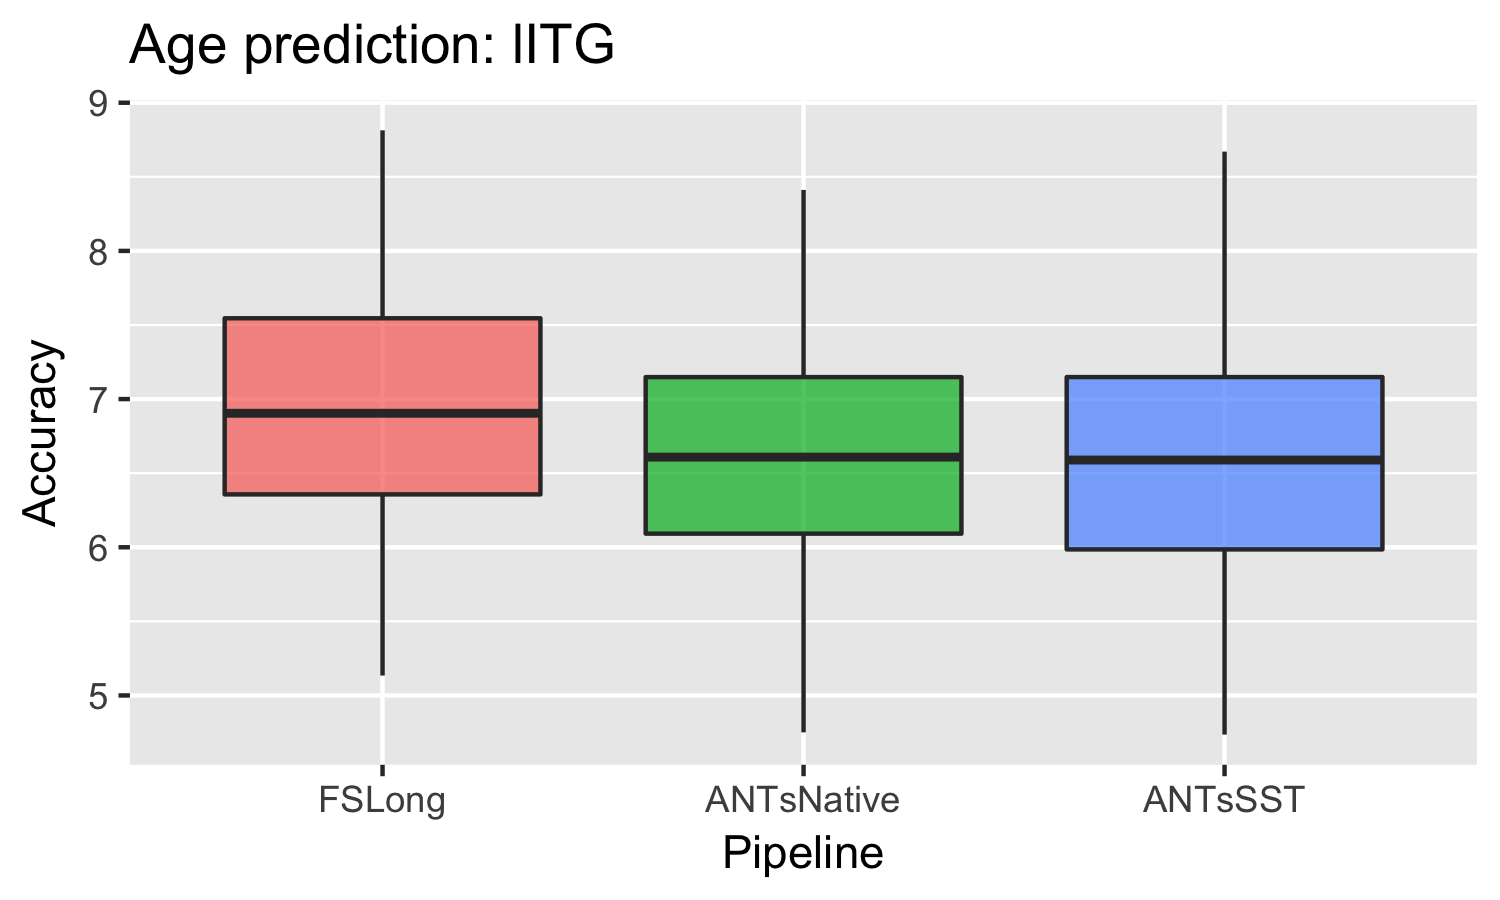 Age prediction: IITG
9
8
7
6
5
Accuracy
FSLong
ANTsNative
ANTsSST
Pipeline